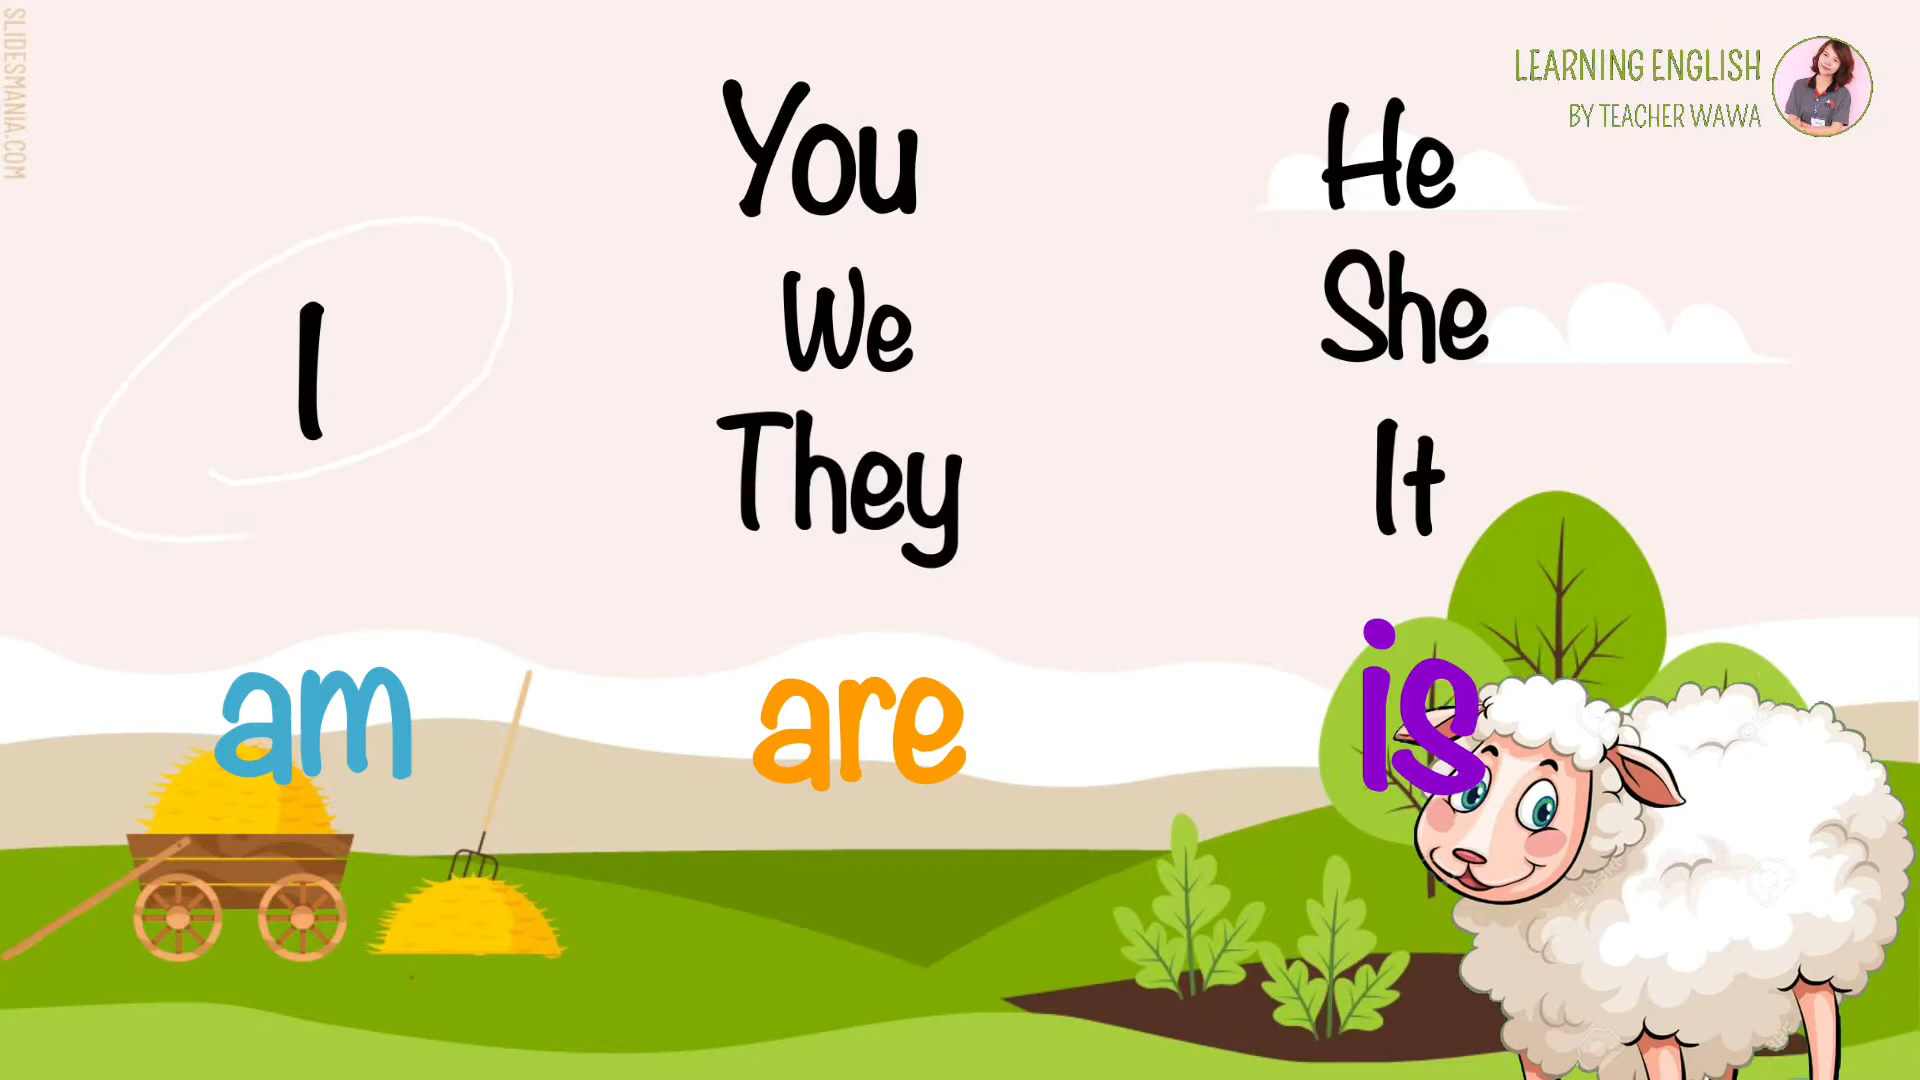 SLIDESMANIA.COM
LEARNING ENGLISH
BY TEACHER WAWA
I
am
You
We
They
are
He
She
It
is